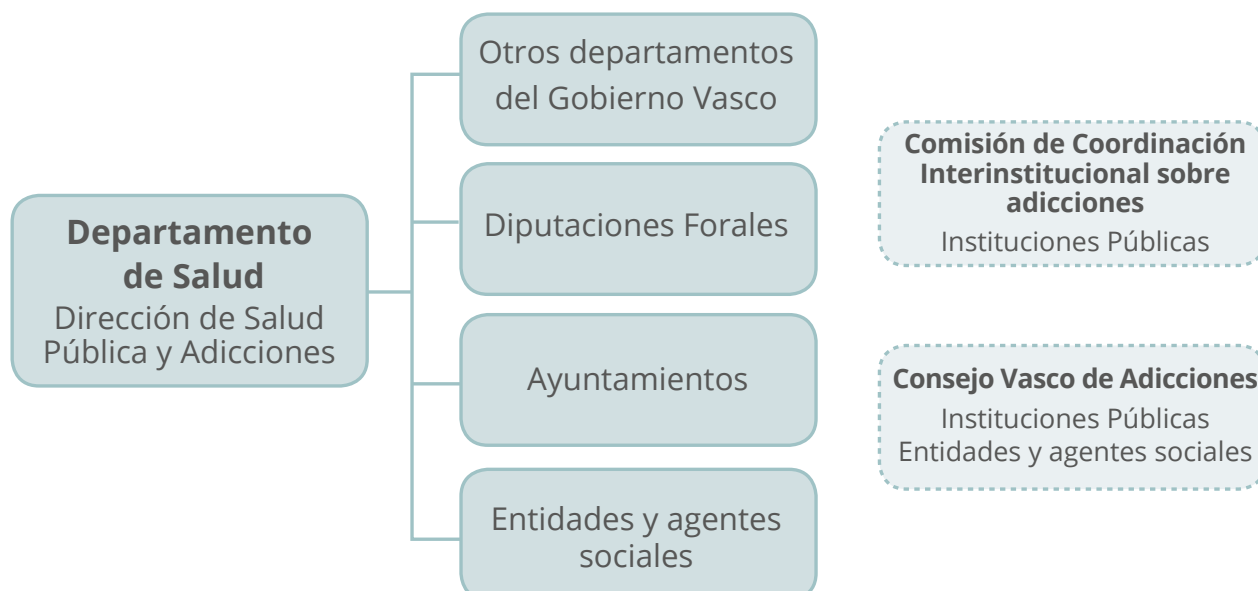 Departamento
de Salud
Dirección de Salud
Pública y Adicciones
Otros departamentos
del Gobierno Vasco
Diputaciones Forales
Ayuntamientos
Entidades y agentes
sociales
Comisión de Coordinación
Interinstitucional sobre
adicciones
Instituciones Públicas
Consejo Vasco de Adicciones
Instituciones Públicas
Entidades y agentes sociales